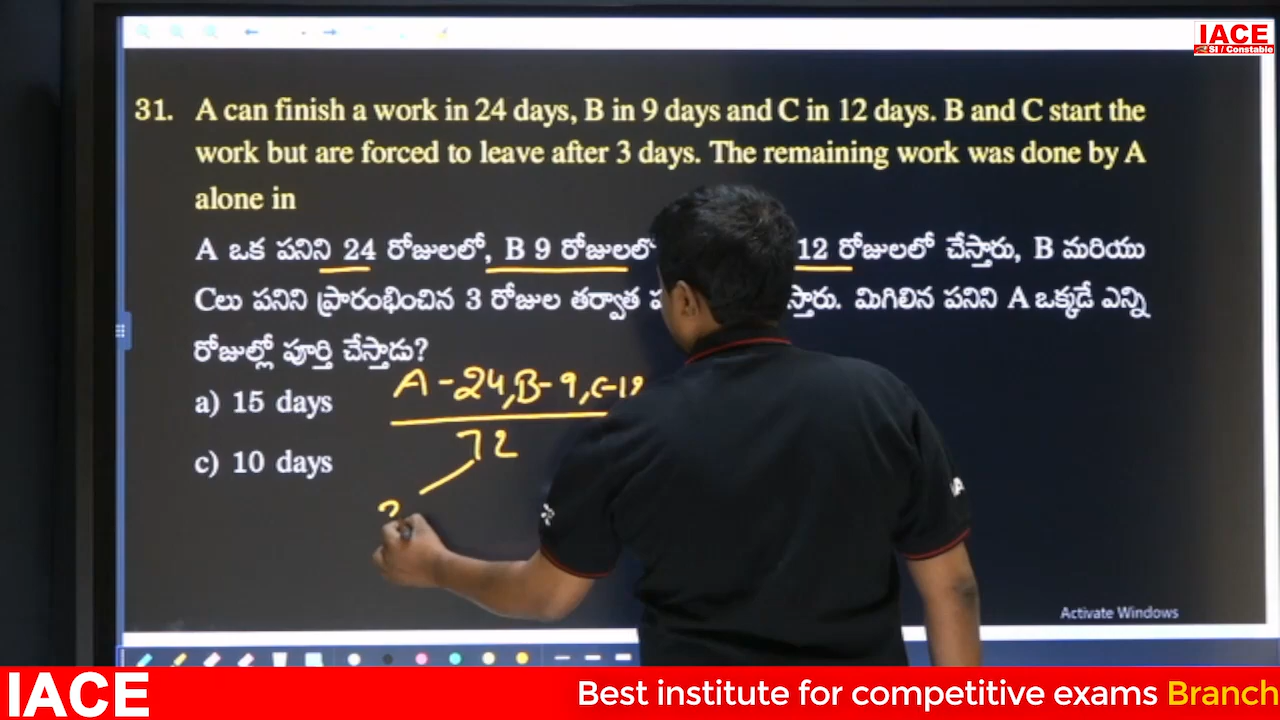 IACE
SI / Constable
31. A can finish a work in 24 days, B in 9 days and C in 12 days. B and C start the
work but are forced to leave after 3 days. The remaining work was done by A
alone in
A ఒక పనిని 24 రోజులలో, B 9 రోజులలో 12 రోజులలో చేస్తారు, B మరియు
Cలు పనిని ప్రారంభించిన 3 రోజుల తర్వాత మిగిలిన పనిని A ఒక్కడే ఎన్ని
రోజుల్లో పూర్తి చేస్తాడు?
A - 24, B - 9, C - 12
a) 15 days
72
c) 10 days
Activate Windows
IACE Best institute for competitive exams Branch